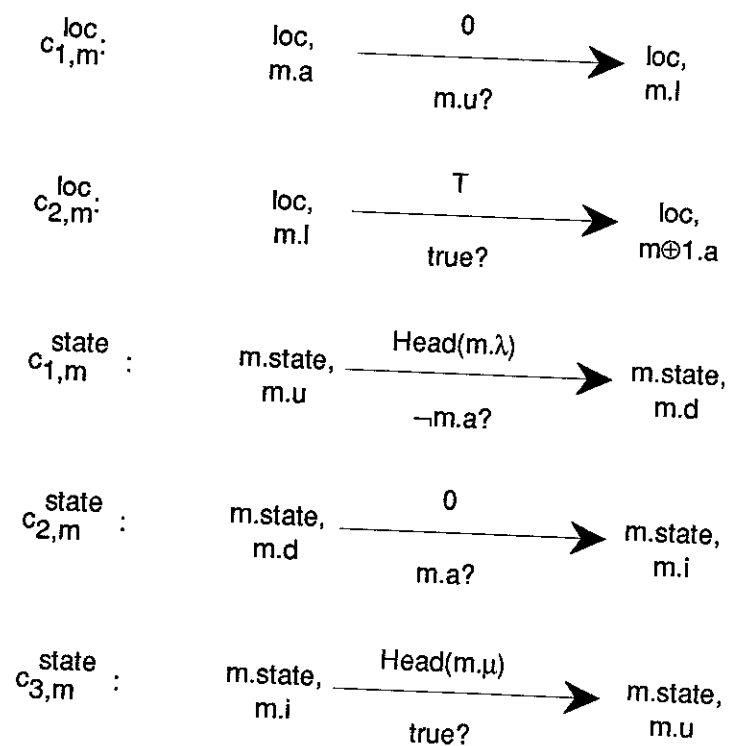 loc
c1,m:
loc,
m.a
0
m.u?
loc,
m.l
loc
c2,m:
loc,
m.l
T
true?
loc,
m⊕1.a
state
c1,m :
m.state,
m.u
Head(m.λ)
¬m.a?
m.state,
m.d
state
c2,m :
m.state,
m.d
0
m.a?
m.state,
m.i
state
c3,m :
m.state,
m.i
Head(m.μ)
true?
m.state,
m.u